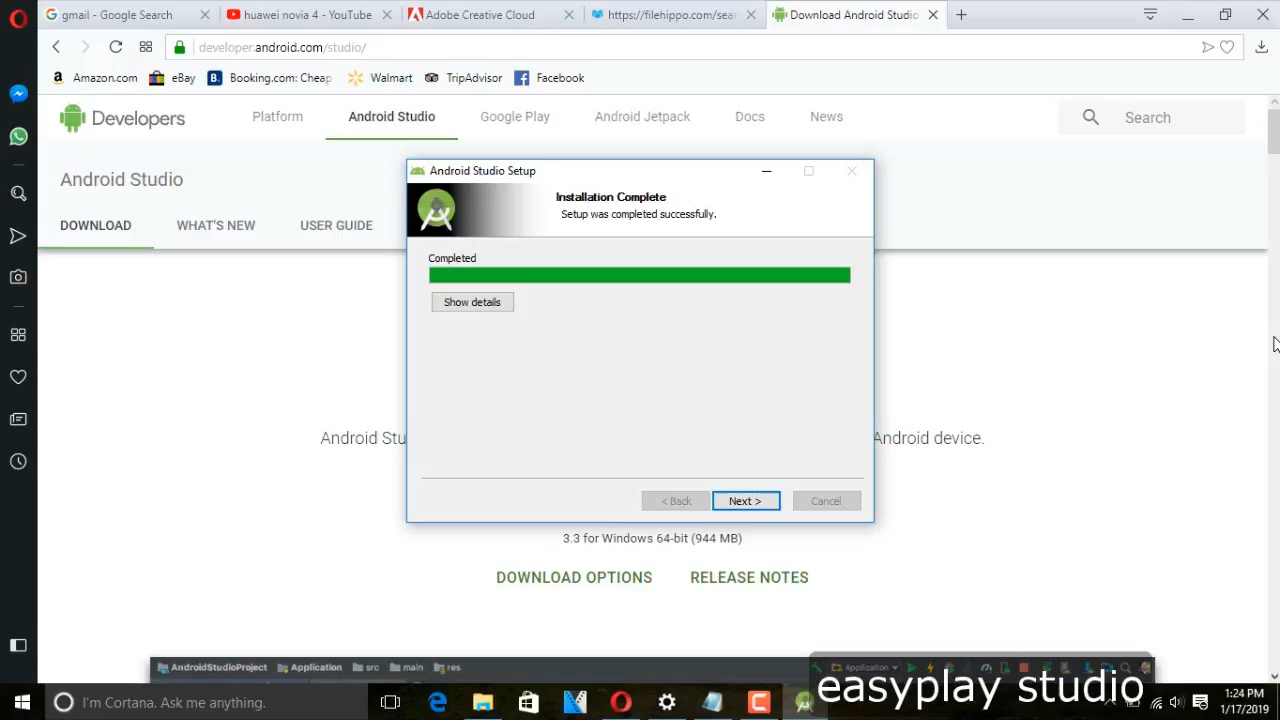 gmail - Google Search
huawei novia 4 - YouTube
Adobe Creative Cloud
https://filehippo.com/sea
Download Android Studio
developer.android.com/studio/
Amazon.com
eBay
Booking.com: Cheap
Walmart
TripAdvisor
Facebook
Developers
Platform
Android Studio
Google Play
Android Jetpack
Docs
News
Search
Android Studio
DOWNLOAD
WHAT'S NEW
USER GUIDE
Android Studio Setup
Installation Complete
Setup was completed successfully.
Completed
Show details
Android Stu
Android device.
< Back
Next >
Cancel
3.3 for Windows 64-bit (944 MB)
DOWNLOAD OPTIONS
RELEASE NOTES
AndroidStudioProject
Application
src
main
res
Application
easyplay studio
I'm Cortana. Ask me anything.
1:24 PM
1/17/2019